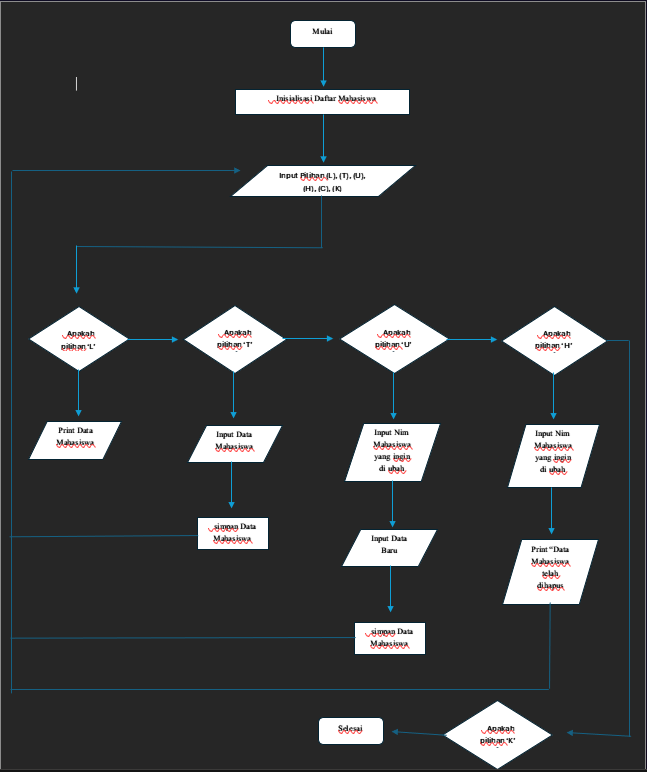 Mulai
Inisialisasi Daftar Mahasiswa
Input Pilihan (L), (T), (U),
(H), (C), (K)
Apakah
pilihan 'L'
Apakah
pilihan 'T'
Apakah
pilihan 'U'
Apakah
pilihan 'H'
Print Data
Mahasiswa
Input Data
Mahasiswa
Input Nim
Mahasiswa
yang ingin
di ubah
Input Nim
Mahasiswa
yang ingin
di ubah
simpan Data
Mahasiswa
Input Data
Baru
Print "Data
Mahasiswa
telah
dihapus
simpan Data
Mahasiswa
Selesai
Apakah
pilihan 'K'